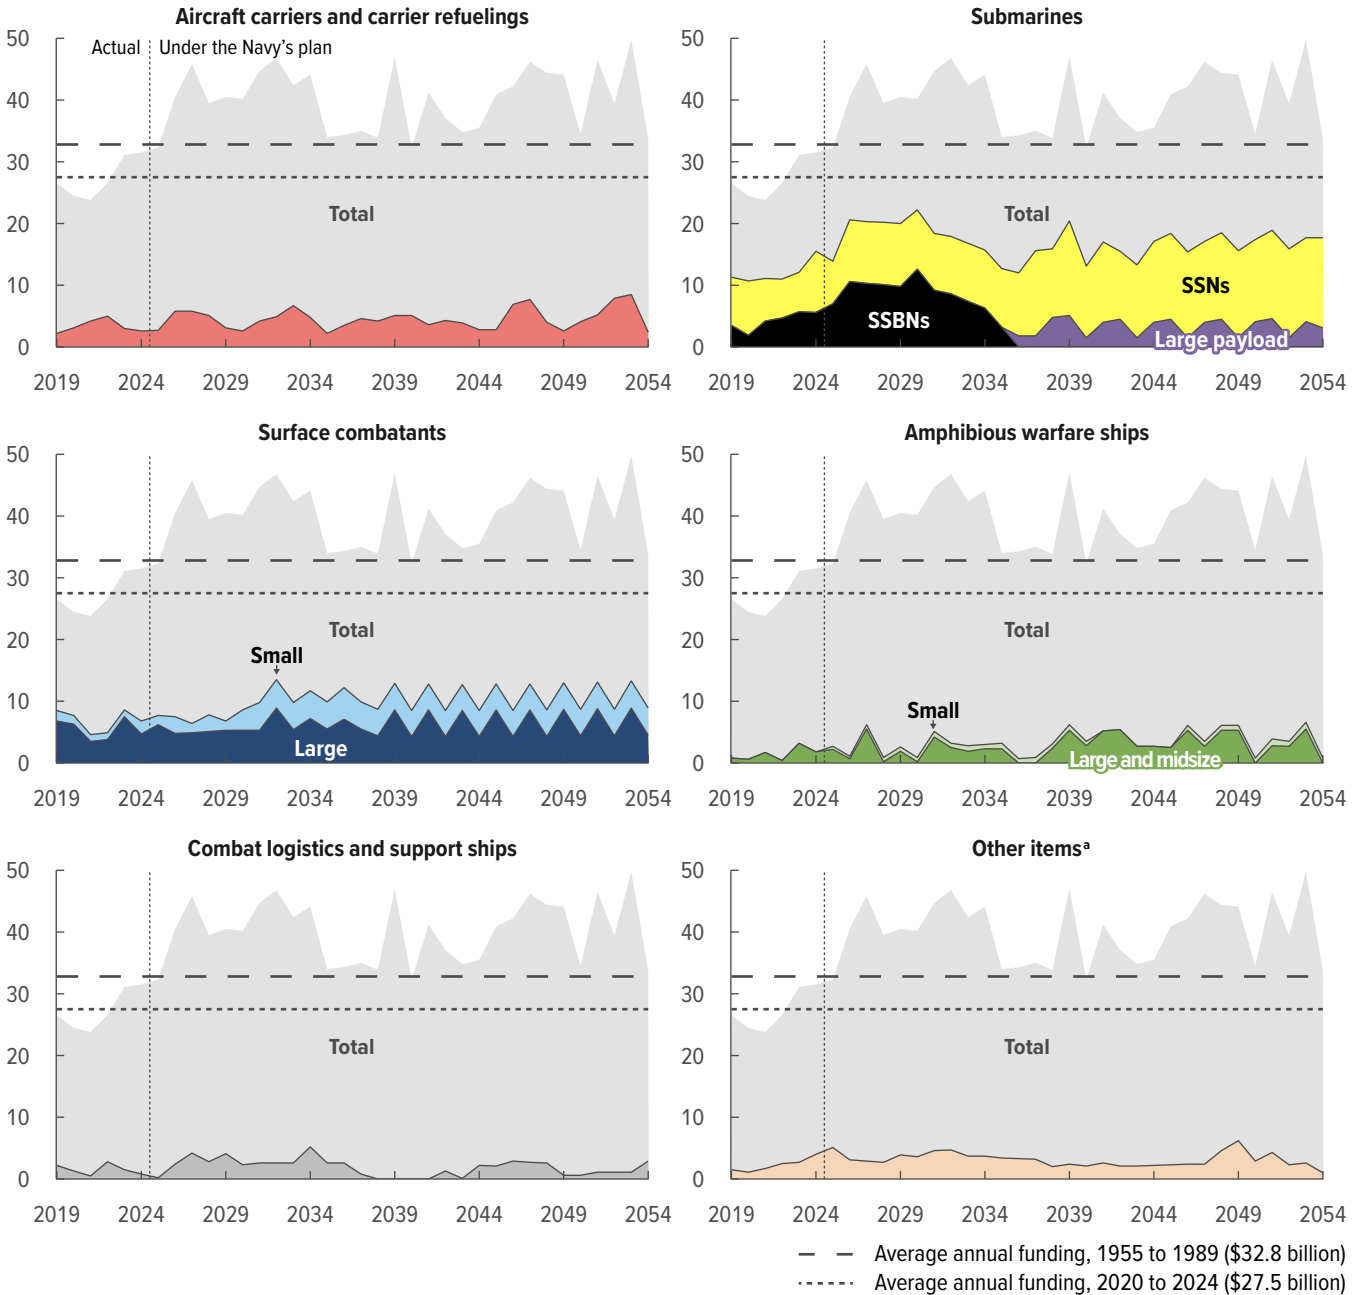 Aircraft carriers and carrier refuelings
50
Actual Under the Navy's plan
40
30
20
10
0
Total
2019 2024 2029 2034 2039 2044 2049 2054
Submarines
50
40
30
20
10
0
Total
SSNs
SSBNs
Large payload
2019 2024 2029 2034 2039 2044 2049 2054
Surface combatants
50
40
30
20
10
0
Total
Small
Large
2019 2024 2029 2034 2039 2044 2049 2054
Amphibious warfare ships
50
40
30
20
10
0
Total
Small
Large and midsize
2019 2024 2029 2034 2039 2044 2049 2054
Combat logistics and support ships
50
40
30
20
10
0
Total
2019 2024 2029 2034 2039 2044 2049 2054
Other itemsᵃ
50
40
30
20
10
0
Total
2019 2024 2029 2034 2039 2044 2049 2054
Average annual funding, 1955 to 1989 ($32.8 billion)
Average annual funding, 2020 to 2024 ($27.5 billion)